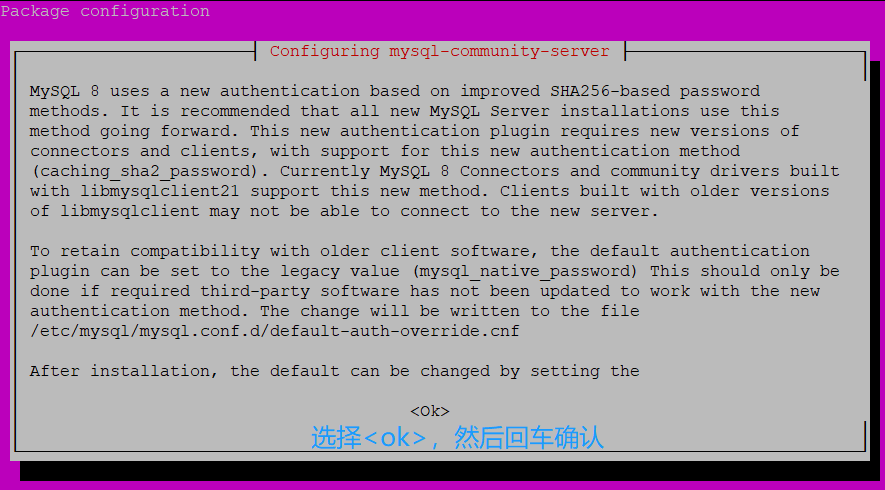 Package configuration
Configuring mysql-community-server
MySQL 8 uses a new authentication based on improved SHA256-based password
methods. It is recommended that all new MySQL Server installations use this
method going forward. This new authentication plugin requires new versions of
connectors and clients, with support for this new authentication method
(caching_sha2_password). Currently MySQL 8 Connectors and community drivers built
with libmysqlclient21 support this new method. Clients built with older versions
of libmysqlclient may not be able to connect to the new server.
To retain compatibility with older client software, the default authentication
plugin can be set to the legacy value (mysql_native_password) This should only be
done if required third-party software has not been updated to work with the new
authentication method. The change will be written to the file
/etc/mysql/mysql.conf.d/default-auth-override.cnf
After installation, the default can be changed by setting the
<Ok>
选择<ok>，然后回车确认